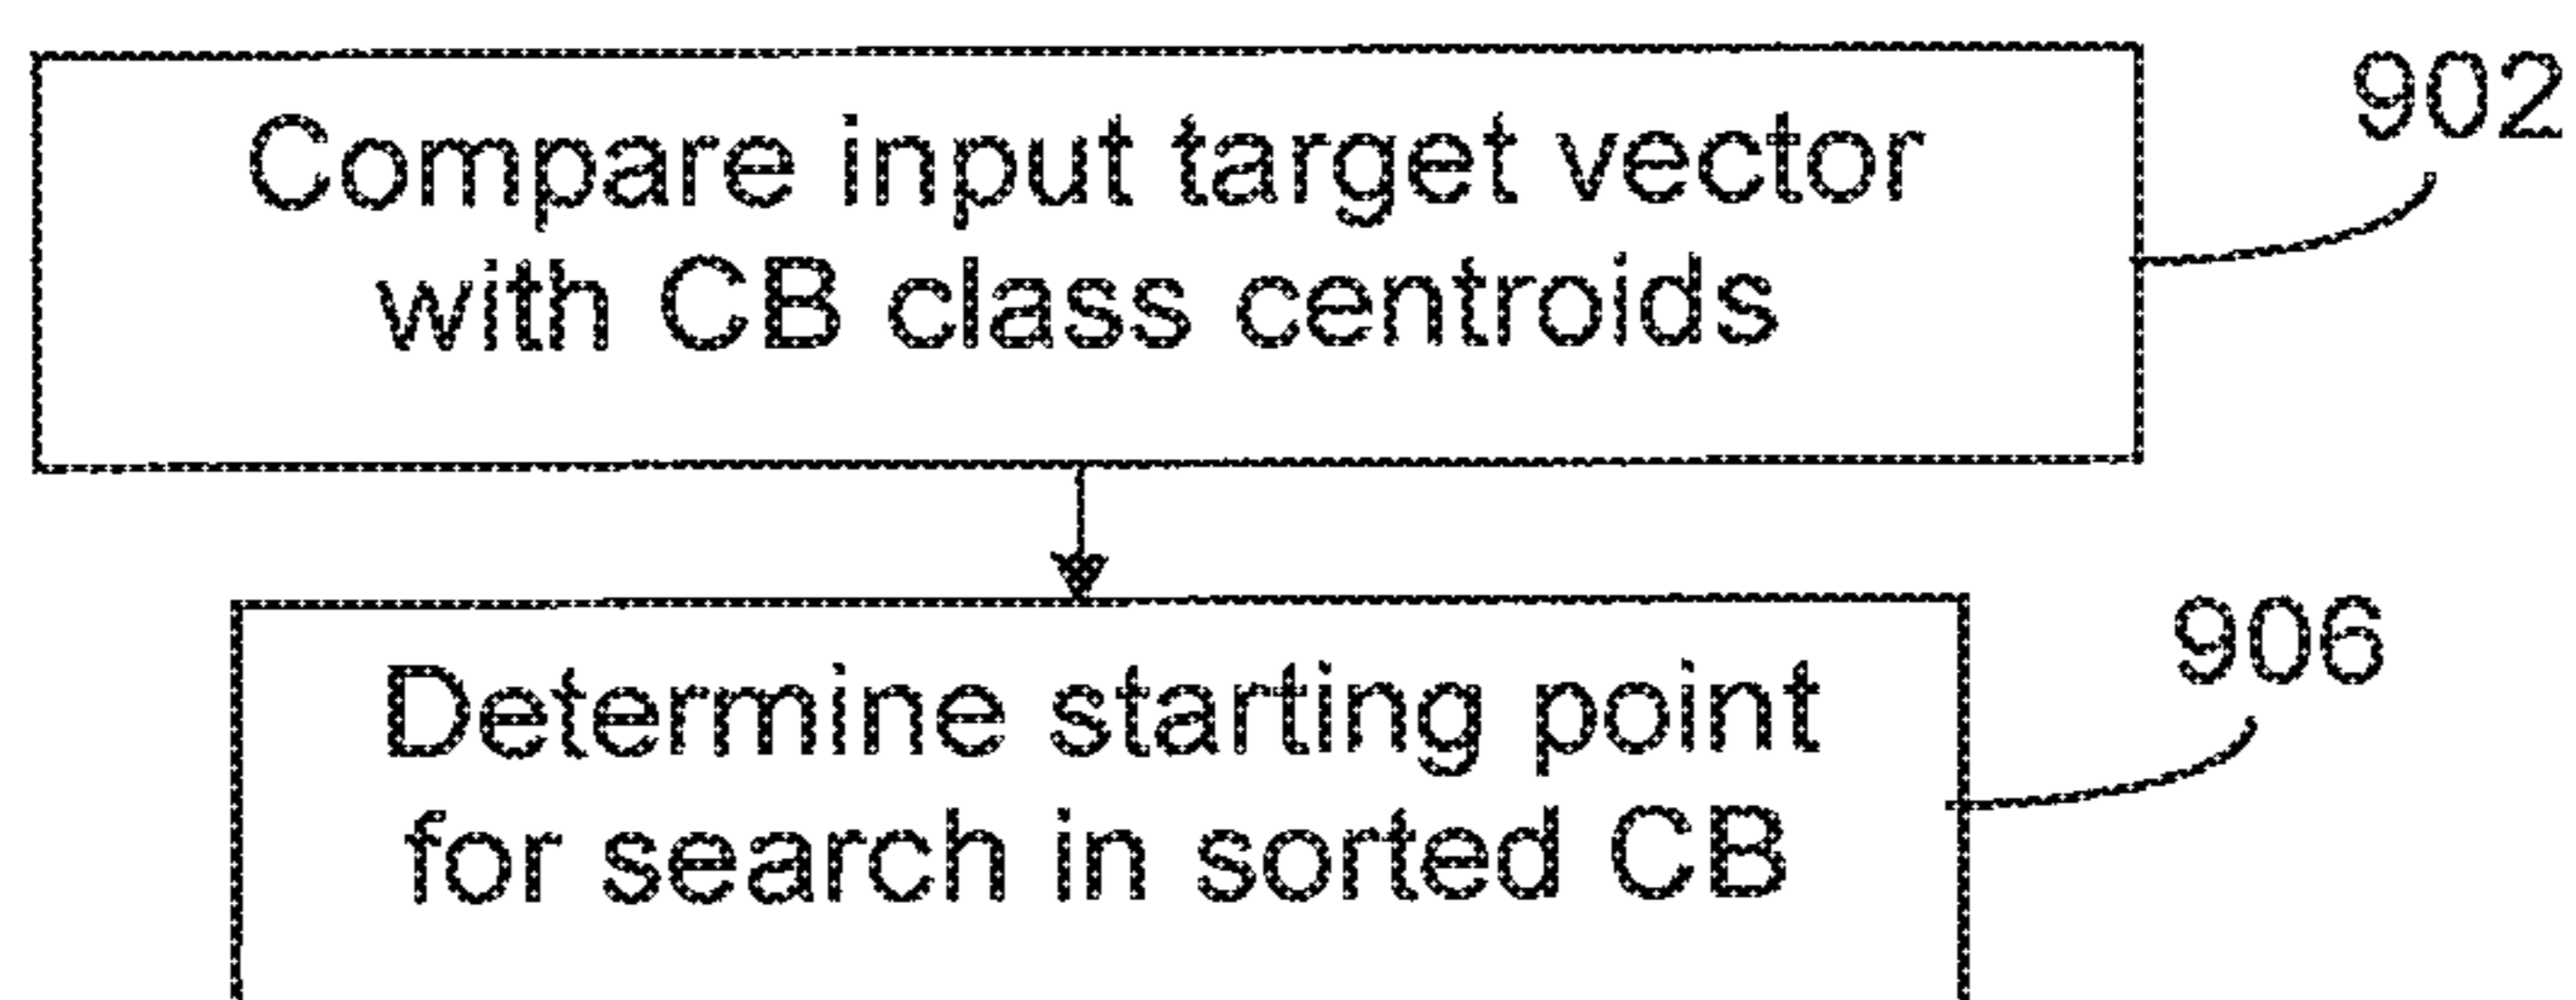 Compare input target vector
with CB class centroids
902
Determine starting point
for search in sorted CB
906